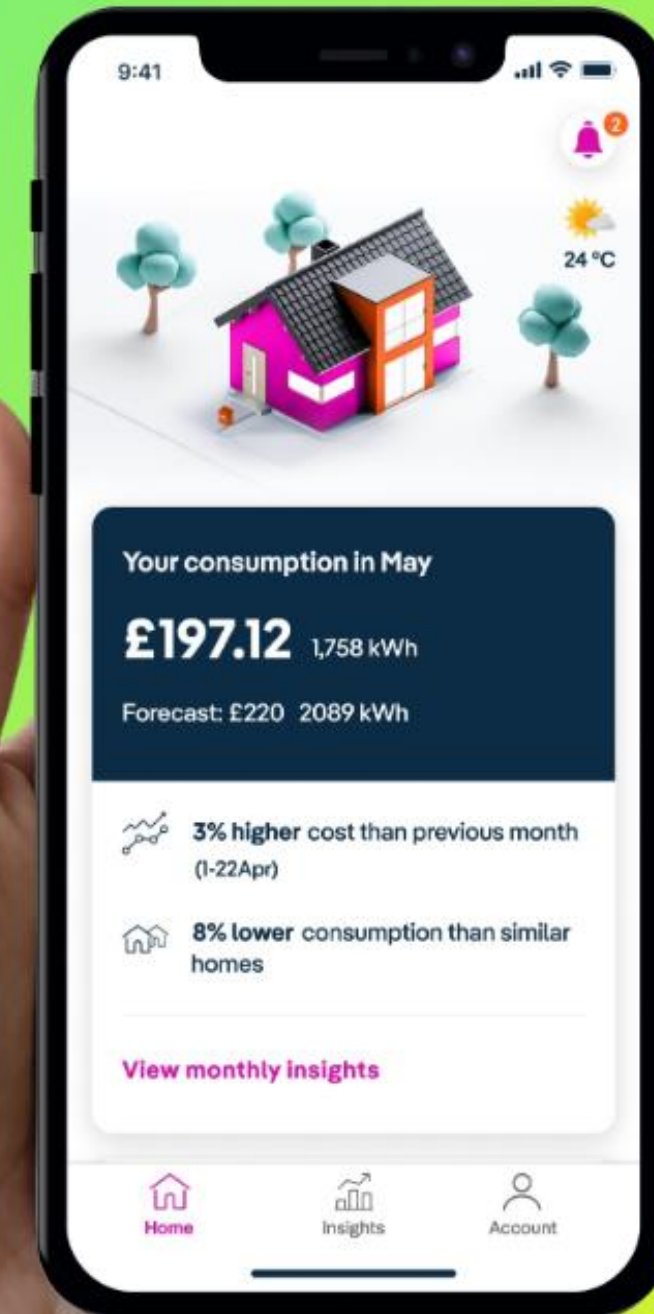 9:41
2
24 °C
Your consumption in May
£197.12 1,758 kWh
Forecast: £220 2089 kWh
3% higher cost than previous month
(1-22Apr)
8% lower consumption than similar
homes
View monthly insights
Home Insights Account